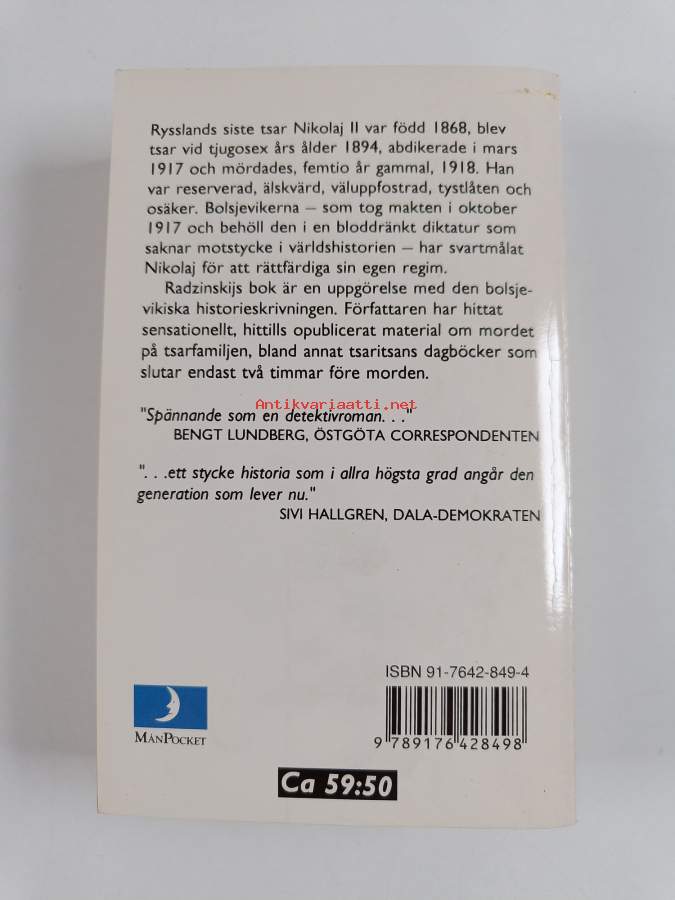 Rysslands siste tsar Nikolaj II var född 1868, blev
tsar vid tjugosex års ålder 1894, abdikerade i mars
1917 och mördades, femtio år gammal, 1918. Han
var reserverad, älskvärd, väluppfostrad, tystlåten och
osäker. Bolsjevikerna – som tog makten i oktober
1917 och behöll den i en bloddränkt diktatur som
saknar motstycke i världshistorien – har svartmålat
Nikolaj för att rättfärdiga sin egen regim.
Radzinskijs bok är en uppgörelse med den bolsje-
vikiska historieskrivningen. Författaren har hittat
sensationellt, hittills opublicerat material om mordet
på tsarfamiljen, bland annat tsaritsans dagböcker som
slutar endast två timmar före morden.
Antikvariaatti.net
"Spännande som en detektivroman. . ."
BENGT LUNDBERG, ÖSTGÖTA CORRESPONDENTEN
". . .ett stycke historia som i allra högsta grad angår den
generation som lever nu."
SIVI HALLGREN, DALA-DEMOKRATEN
ISBN 91-7642-849-4
9 789176 428498
MÅNPOCKET
Ca 59:50